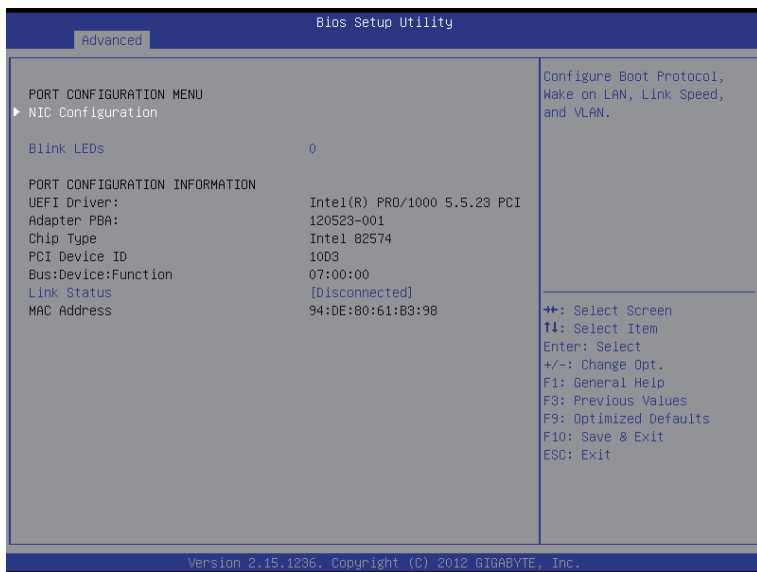 Bios Setup Utility
Advanced
PORT CONFIGURATION MENU
NIC Configuration
Blink LEDs 0
PORT CONFIGURATION INFORMATION
UEFI Driver: Intel(R) PRO/1000 5.5.23 PCI
Adapter PBA: 120523-001
Chip Type Intel 82574
PCI Device ID 10D3
Bus:Device:Function 07:00:00
Link Status [Disconnected]
MAC Address 94:DE:80:61:B3:98
Configure Boot Protocol,
Wake on LAN, Link Speed,
and VLAN.
→←: Select Screen
↑↓: Select Item
Enter: Select
+/-: Change Opt.
F1: General Help
F3: Previous Values
F9: Optimized Defaults
F10: Save & Exit
ESC: Exit
Version 2.15.1236. Copyright (C) 2012 GIGABYTE, Inc.